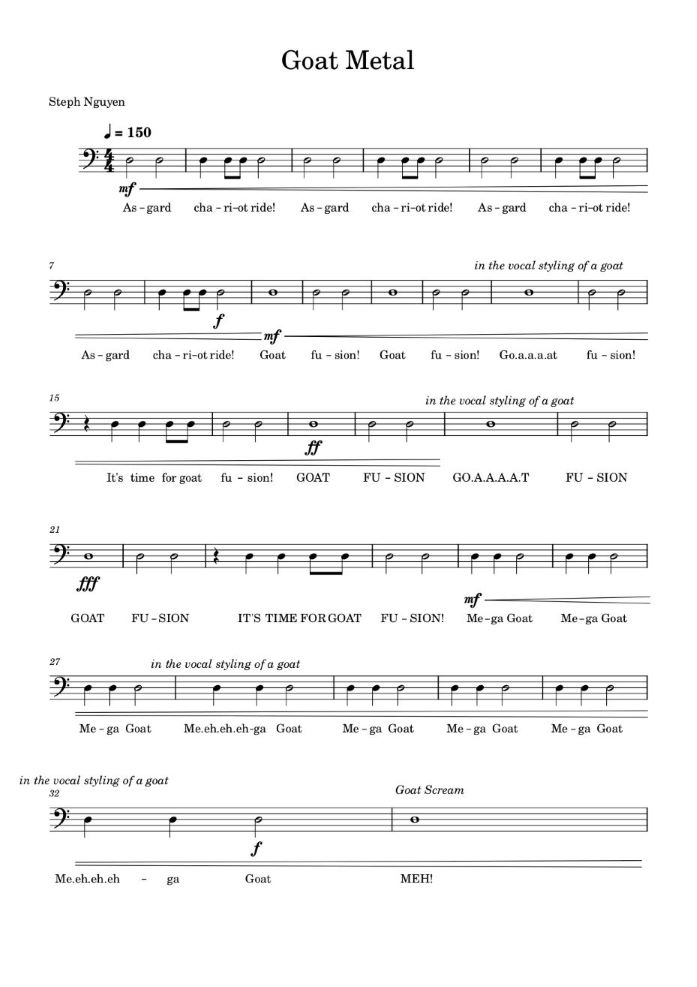 Goat Metal
Steph Nguyen
= 150
4
4
mf
As - gard cha - ri-ot ride! As - gard cha - ri-ot ride! As - gard cha - ri-ot ride!
7
in the vocal styling of a goat
f
mf
As - gard cha - ri-ot ride! Goat fu - sion! Goat fu - sion! Go.a.a.a.at fu - sion!
15
in the vocal styling of a goat
ff
It's time for goat fu - sion! GOAT FU - SION GO.A.A.A.A.T FU - SION
21
fff
mf
GOAT FU - SION IT'S TIME FOR GOAT FU - SION! Me-ga Goat Me-ga Goat
27
in the vocal styling of a goat
Me - ga Goat Me.eh.eh.eh-ga Goat Me - ga Goat Me - ga Goat Me - ga Goat
in the vocal styling of a goat
32
Goat Scream
f
Me.eh.eh.eh - ga Goat MEH!